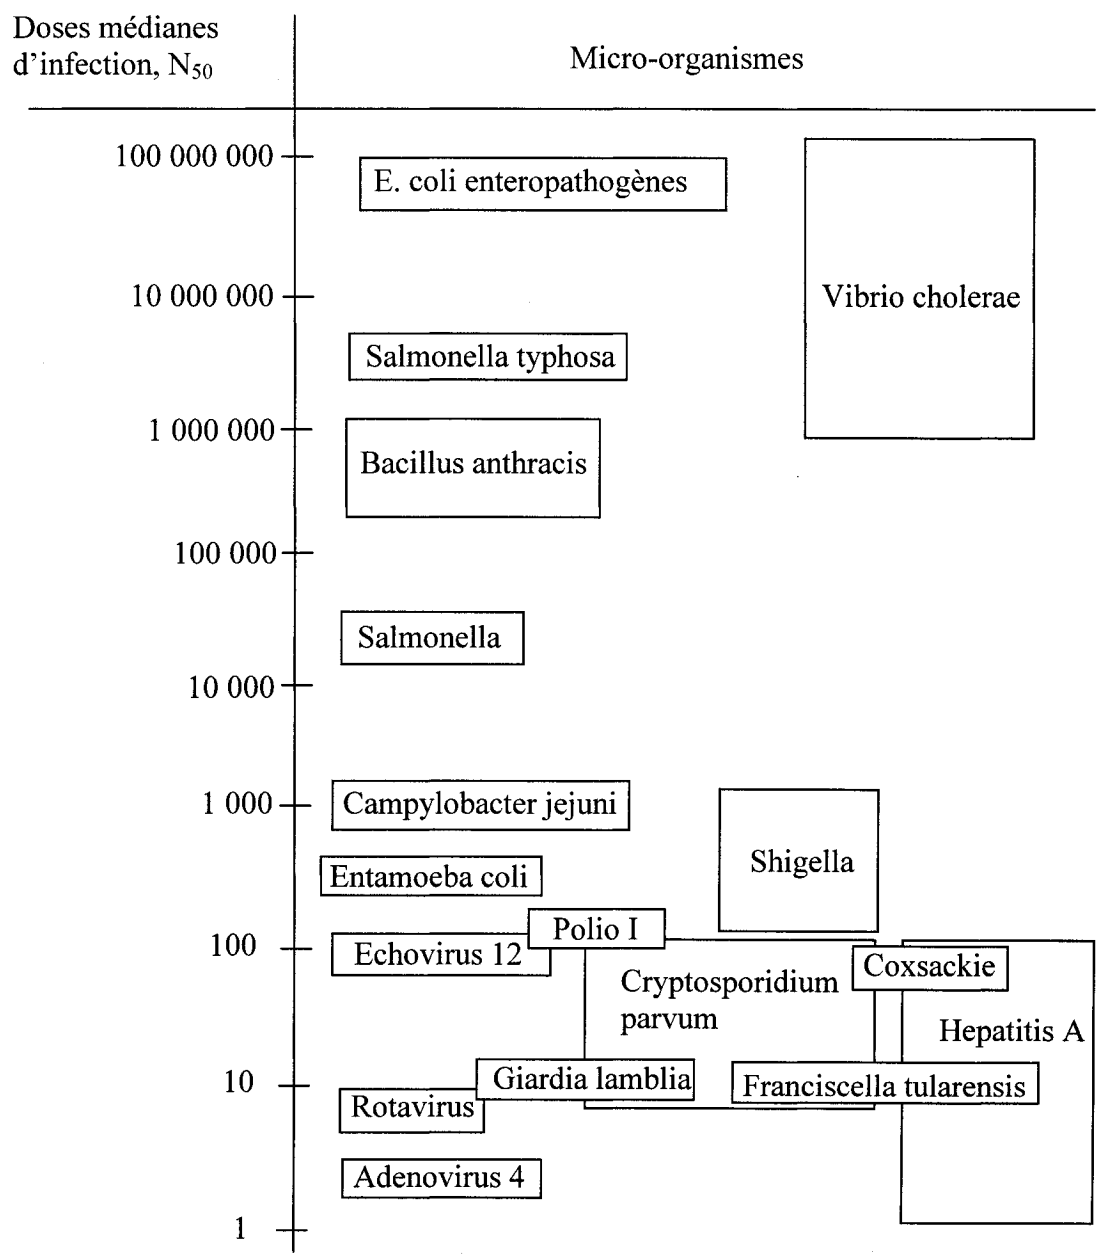 Doses médianes
d'infection, N50
Micro-organismes
100 000 000
E. coli enteropathogènes
10 000 000
Vibrio cholerae
Salmonella typhosa
1 000 000
Bacillus anthracis
100 000
Salmonella
10 000
1 000
Campylobacter jejuni
Shigella
Entamoeba coli
Polio I
100
Echovirus 12
Coxsackie
Cryptosporidium
parvum
Hepatitis A
10
Giardia lamblia
Franciscella tularensis
Rotavirus
Adenovirus 4
1